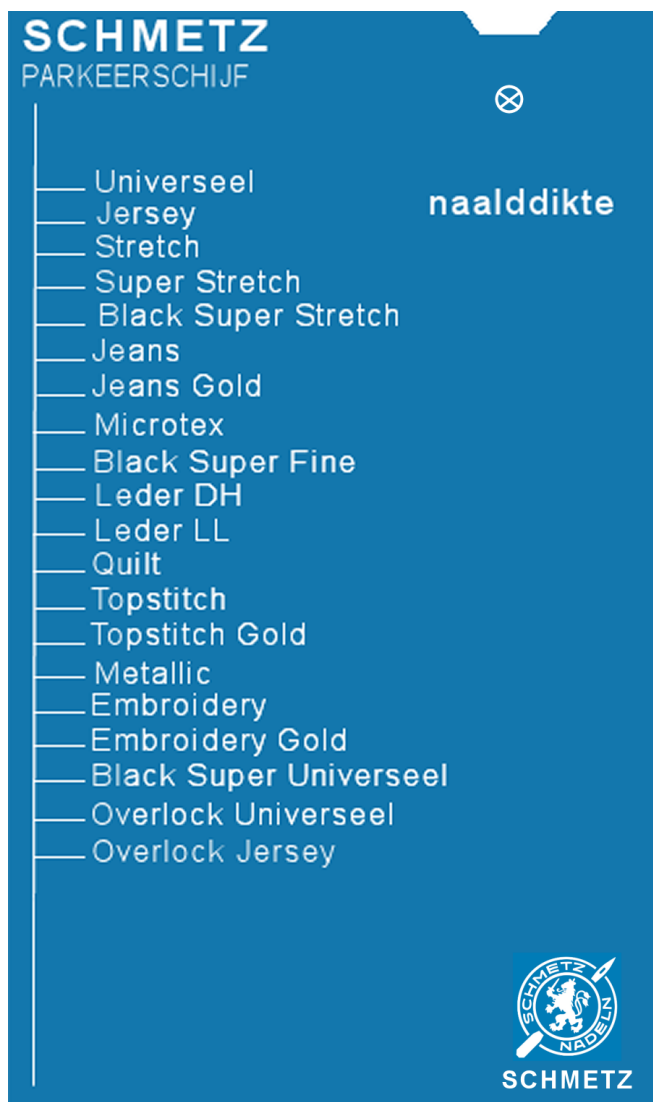 SCHMETZ
PARKEERSCHIJF
naalddikte
Universeel
Jersey
Stretch
Super Stretch
Black Super Stretch
Jeans
Jeans Gold
Microtex
Black Super Fine
Leder DH
Leder LL
Quilt
Topstitch
Topstitch Gold
Metallic
Embroidery
Embroidery Gold
Black Super Universeel
Overlock Universeel
Overlock Jersey
SCHMETZ
NADELN
SCHMETZ